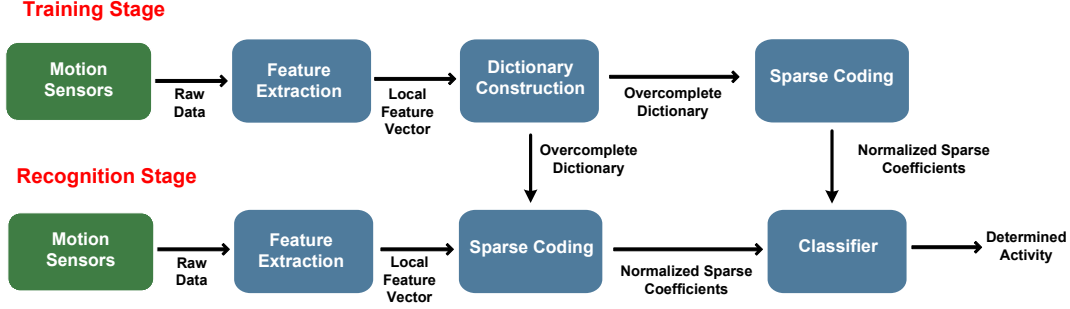 Training Stage
Motion
Sensors
Raw
Data
Feature
Extraction
Local
Feature
Vector
Dictionary
Construction
Overcomplete
Dictionary
Sparse Coding
Overcomplete
Dictionary
Normalized Sparse
Coefficients
Recognition Stage
Motion
Sensors
Raw
Data
Feature
Extraction
Local
Feature
Vector
Sparse Coding
Normalized Sparse
Coefficients
Classifier
Determined
Activity